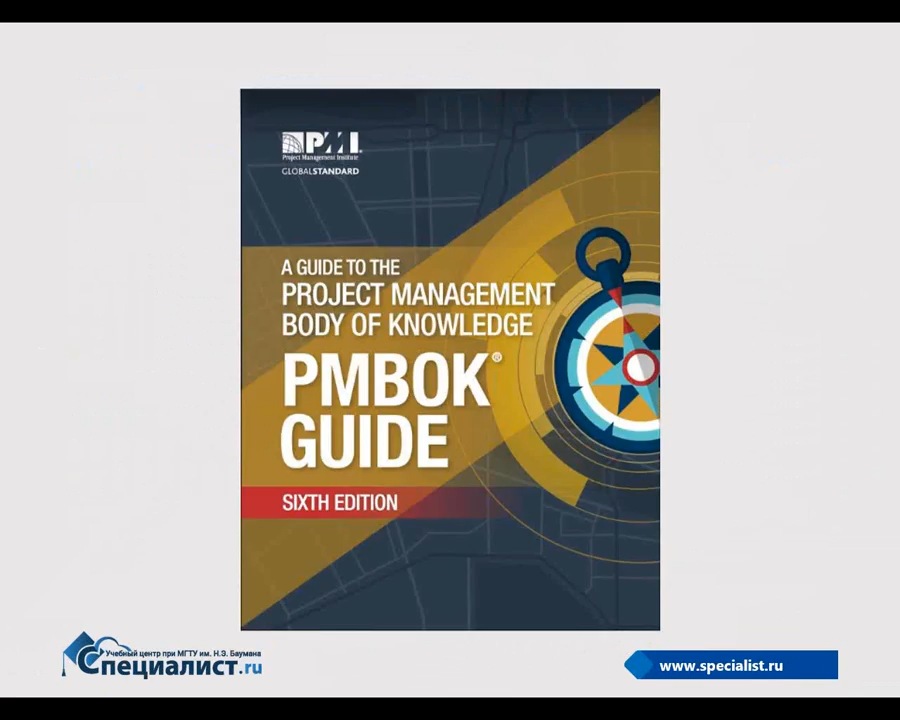 PMI
Project Management Institute
GLOBALSTANDARD
A GUIDE TO THE
PROJECT MANAGEMENT
BODY OF KNOWLEDGE
PMBOK®
GUIDE
SIXTH EDITION
Учебный центр при МГТУ им. Н.Э. Баумана
Специалист.ru
www.specialist.ru